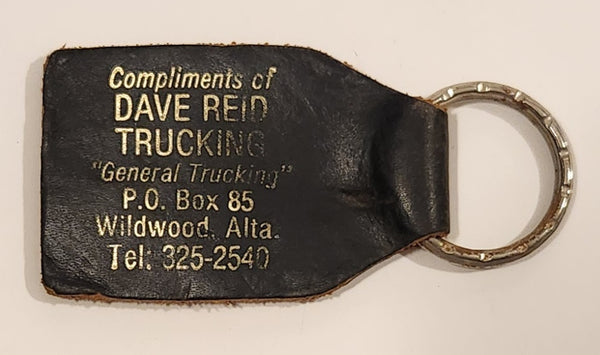 Compliments of
DAVE REID
TRUCKING
"General Trucking"
P.O. Box 85
Wildwood, Alta.
Tel: 325-2540